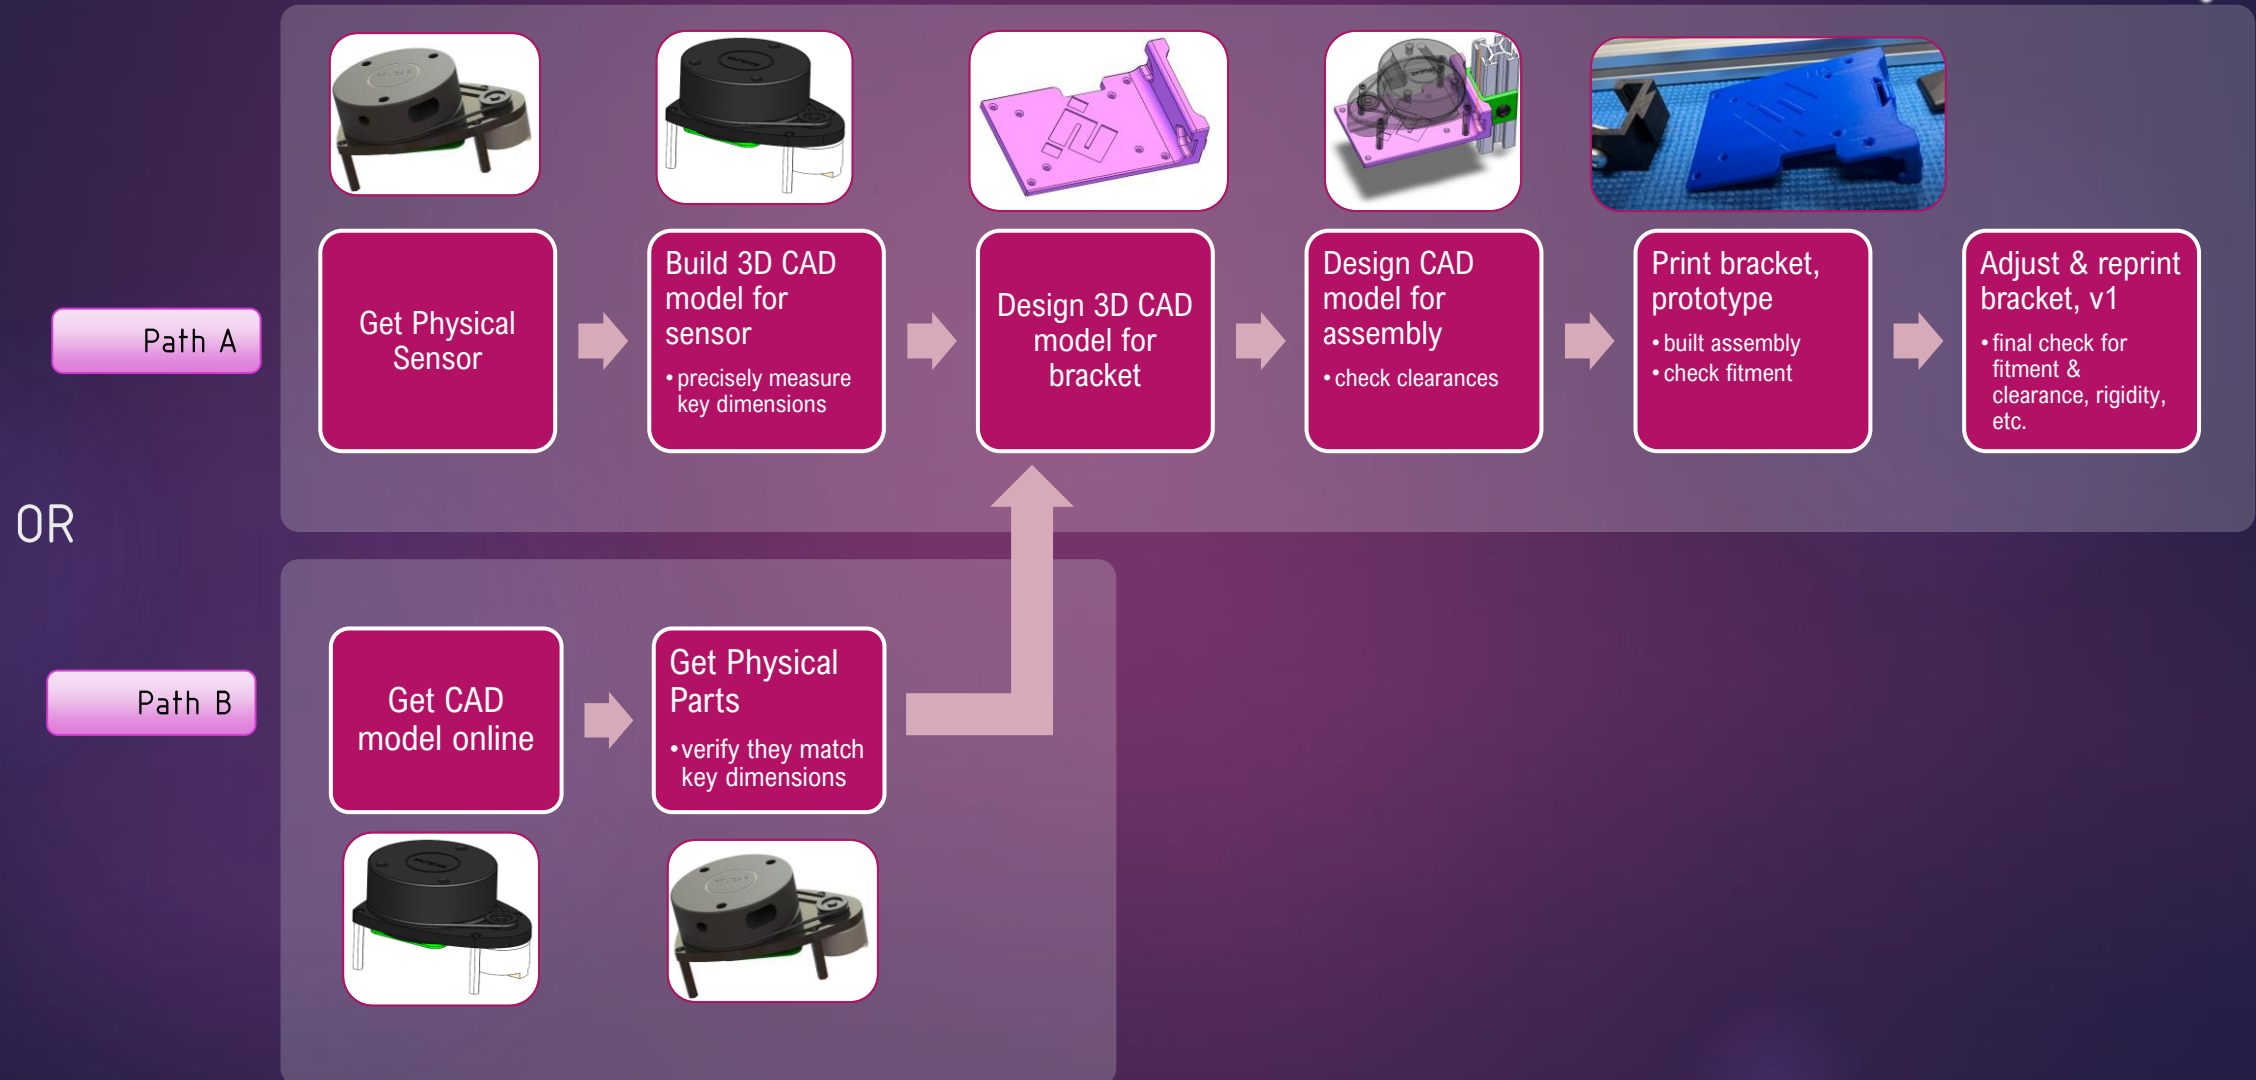 Path A
Get Physical
Sensor
Build 3D CAD
model for
sensor
• precisely measure
key dimensions
Design 3D CAD
model for
bracket
Design CAD
model for
assembly
• check clearances
Print bracket,
prototype
• built assembly
• check fitment
Adjust & reprint
bracket, v1
• final check for
fitment &
clearance, rigidity,
etc.
OR
Path B
Get CAD
model online
Get Physical
Parts
• verify they match
key dimensions